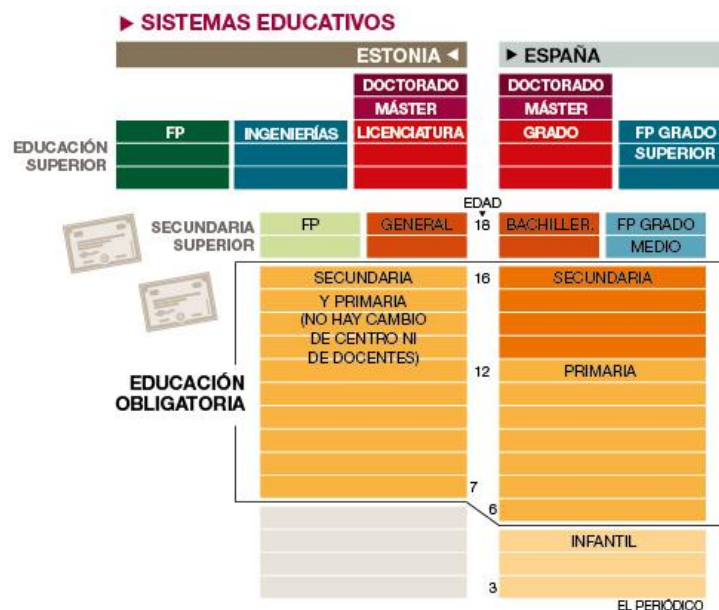 ▶ SISTEMAS EDUCATIVOS
ESTONIA ◀
▶ ESPAÑA
DOCTORADO
MÁSTER
DOCTORADO
MÁSTER
EDUCACIÓN
SUPERIOR
FP
INGENIERÍAS
LICENCIATURA
GRADO
FP GRADO
SUPERIOR
EDAD
SECUNDARIA
SUPERIOR
FP
GENERAL
18
BACHILLER.
FP GRADO
MEDIO
SECUNDARIA
Y PRIMARIA
(NO HAY CAMBIO
DE CENTRO NI
DE DOCENTES)
16
SECUNDARIA
12
PRIMARIA
EDUCACIÓN
OBLIGATORIA
7
6
INFANTIL
3
EL PERIÓDICO